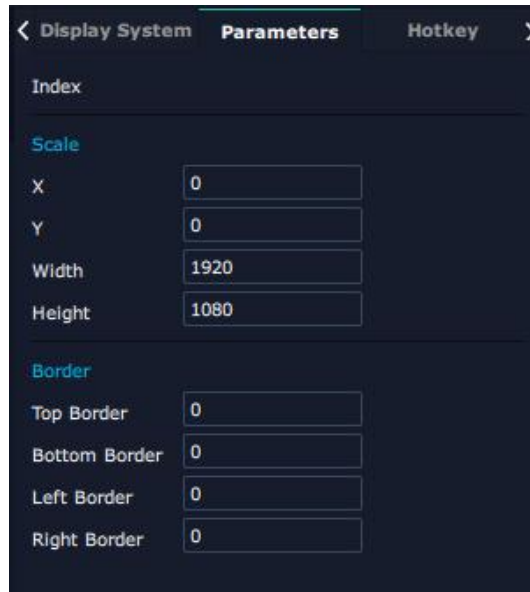 Display System Parameters Hotkey
Index
Scale
X 0
Y 0
Width 1920
Height 1080
Border
Top Border 0
Bottom Border 0
Left Border 0
Right Border 0